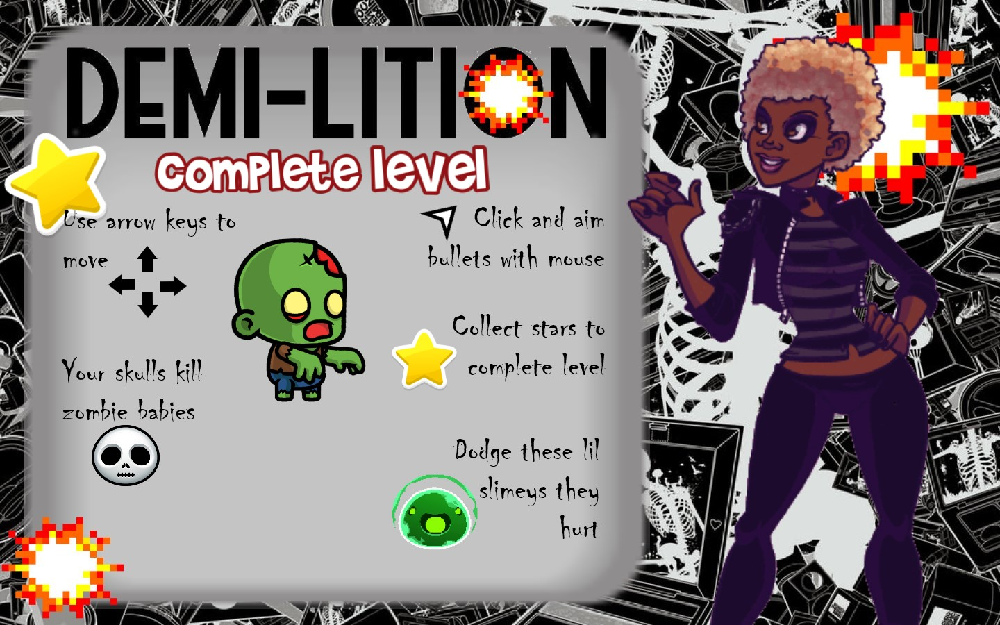 DEMI-LITION
complete level
Use arrow keys to
move
Click and aim
bullets with mouse
Collect stars to
complete level
Your skulls kill
zombie babies
Dodge these lil
slimeys they
hurt